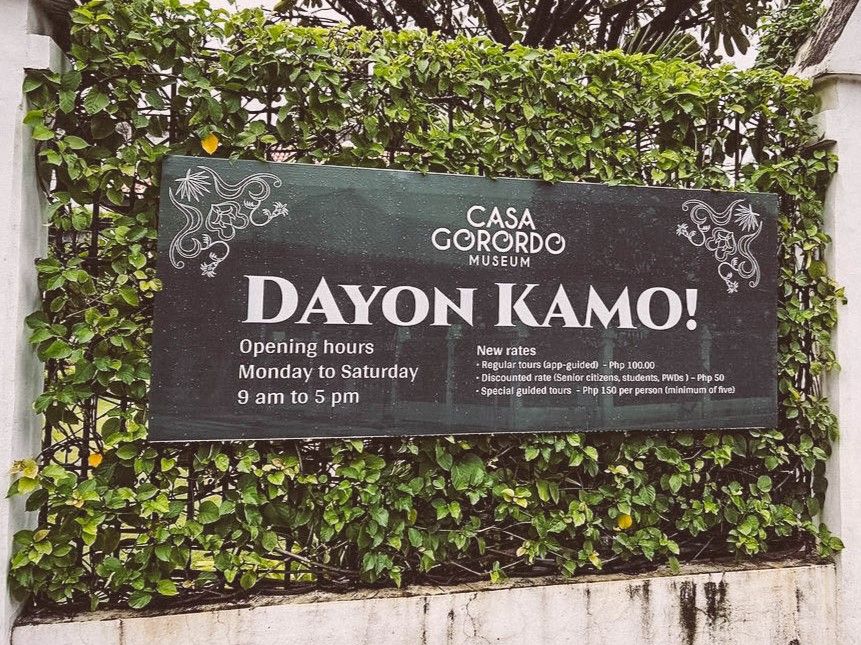 CASA
GORORDO
MUSEUM
DAYON KAMO!
Opening hours
Monday to Saturday
9 am to 5 pm
New rates
• Regular tours (app-guided) - Php 100.00
• Discounted rate (Senior citizens, students, PWDs ) - Php 50
• Special guided tours - Php 150 per person (minimum of five)